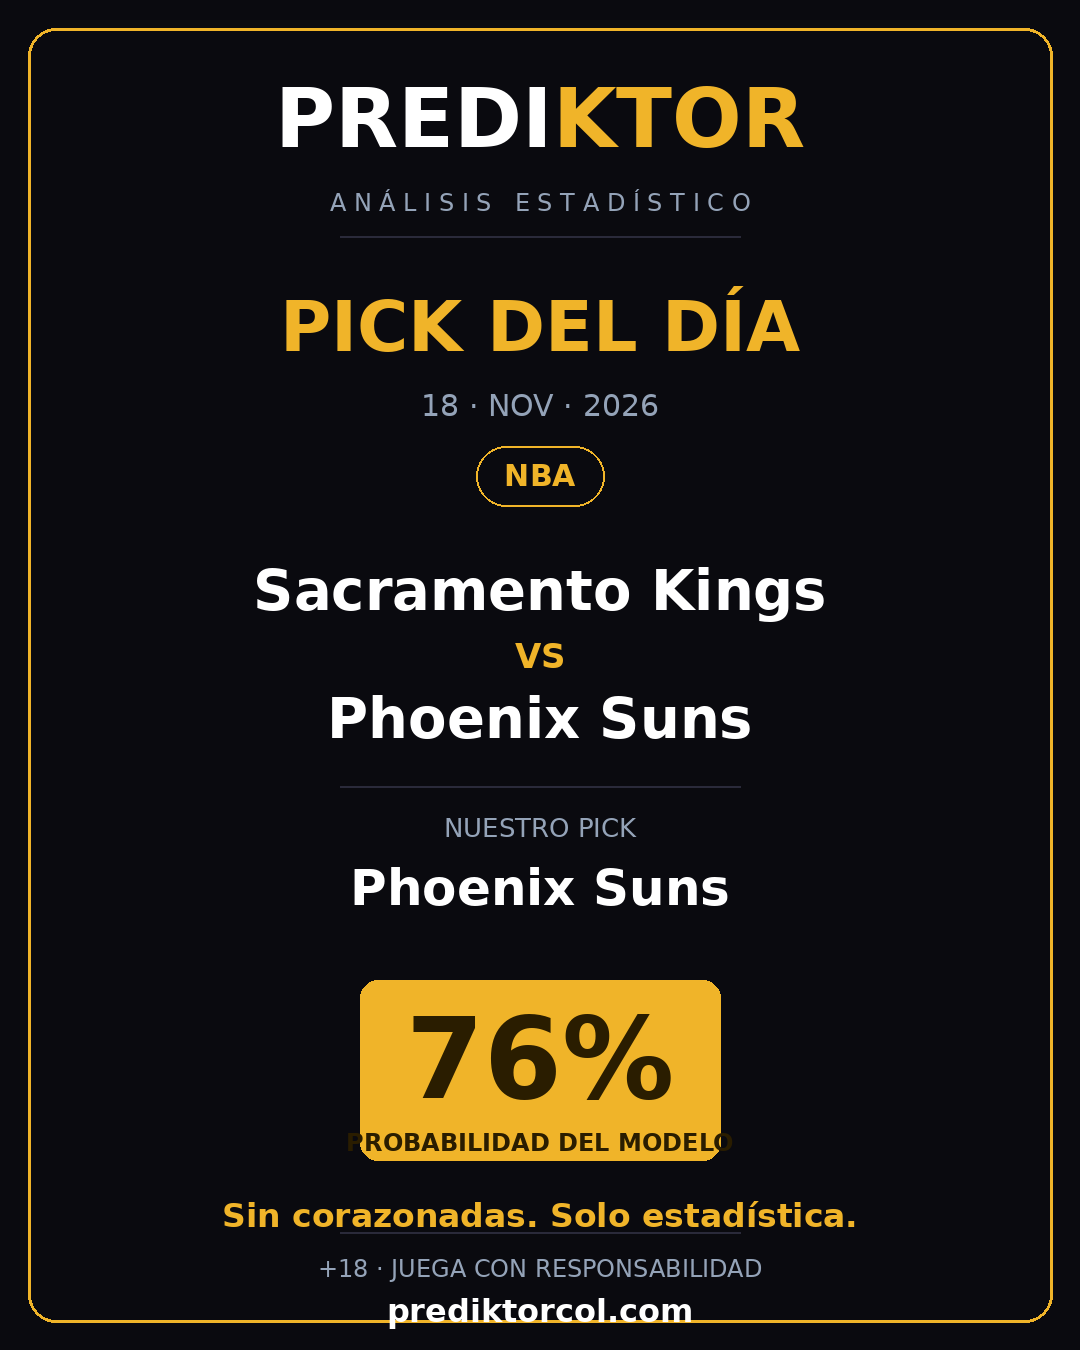 PREDIKTOR
ANÁLISIS ESTADÍSTICO
PICK DEL DÍA
18 · NOV · 2026
NBA
Sacramento Kings
VS
Phoenix Suns
NUESTRO PICK
Phoenix Suns
76%
PROBABILIDAD DEL MODELO
Sin corazonadas. Solo estadística.
+18 · JUEGA CON RESPONSABILIDAD
prediktorcol.com